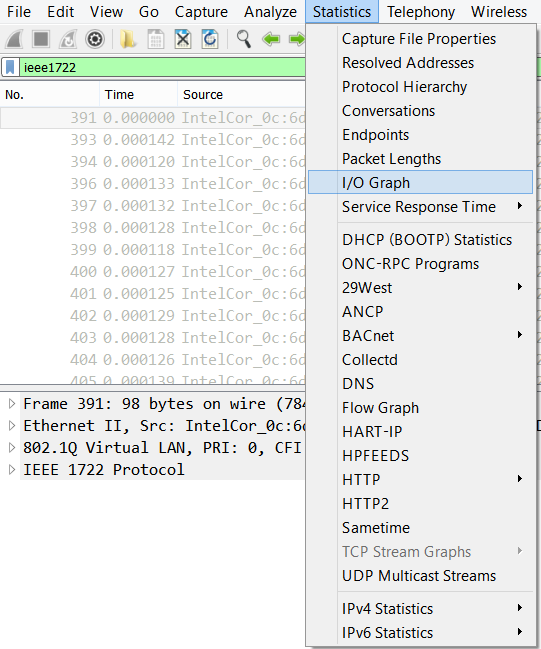 File Edit View Go Capture Analyze Statistics Telephony Wireless
ieee1722
No. Time Source
391 0.000000 IntelCor_0c:6d
393 0.000142 IntelCor_0c:6d
394 0.000120 IntelCor_0c:6d
396 0.000133 IntelCor_0c:6d
397 0.000132 IntelCor_0c:6d
398 0.000128 IntelCor_0c:6d
399 0.000118 IntelCor_0c:6d
400 0.000127 IntelCor_0c:6d
401 0.000125 IntelCor_0c:6d
402 0.000129 IntelCor_0c:6d
403 0.000128 IntelCor_0c:6d
404 0.000126 IntelCor_0c:6d
405 0.000139 IntelCor_0c:6d
Frame 391: 98 bytes on wire (784
Ethernet II, Src: IntelCor_0c:6d
802.1Q Virtual LAN, PRI: 0, CFI
IEEE 1722 Protocol
Capture File Properties
Resolved Addresses
Protocol Hierarchy
Conversations
Endpoints
Packet Lengths
I/O Graph
Service Response Time
DHCP (BOOTP) Statistics
ONC-RPC Programs
29West
ANCP
BACnet
Collectd
DNS
Flow Graph
HART-IP
HPFEEDS
HTTP
HTTP2
Sametime
TCP Stream Graphs
UDP Multicast Streams
IPv4 Statistics
IPv6 Statistics